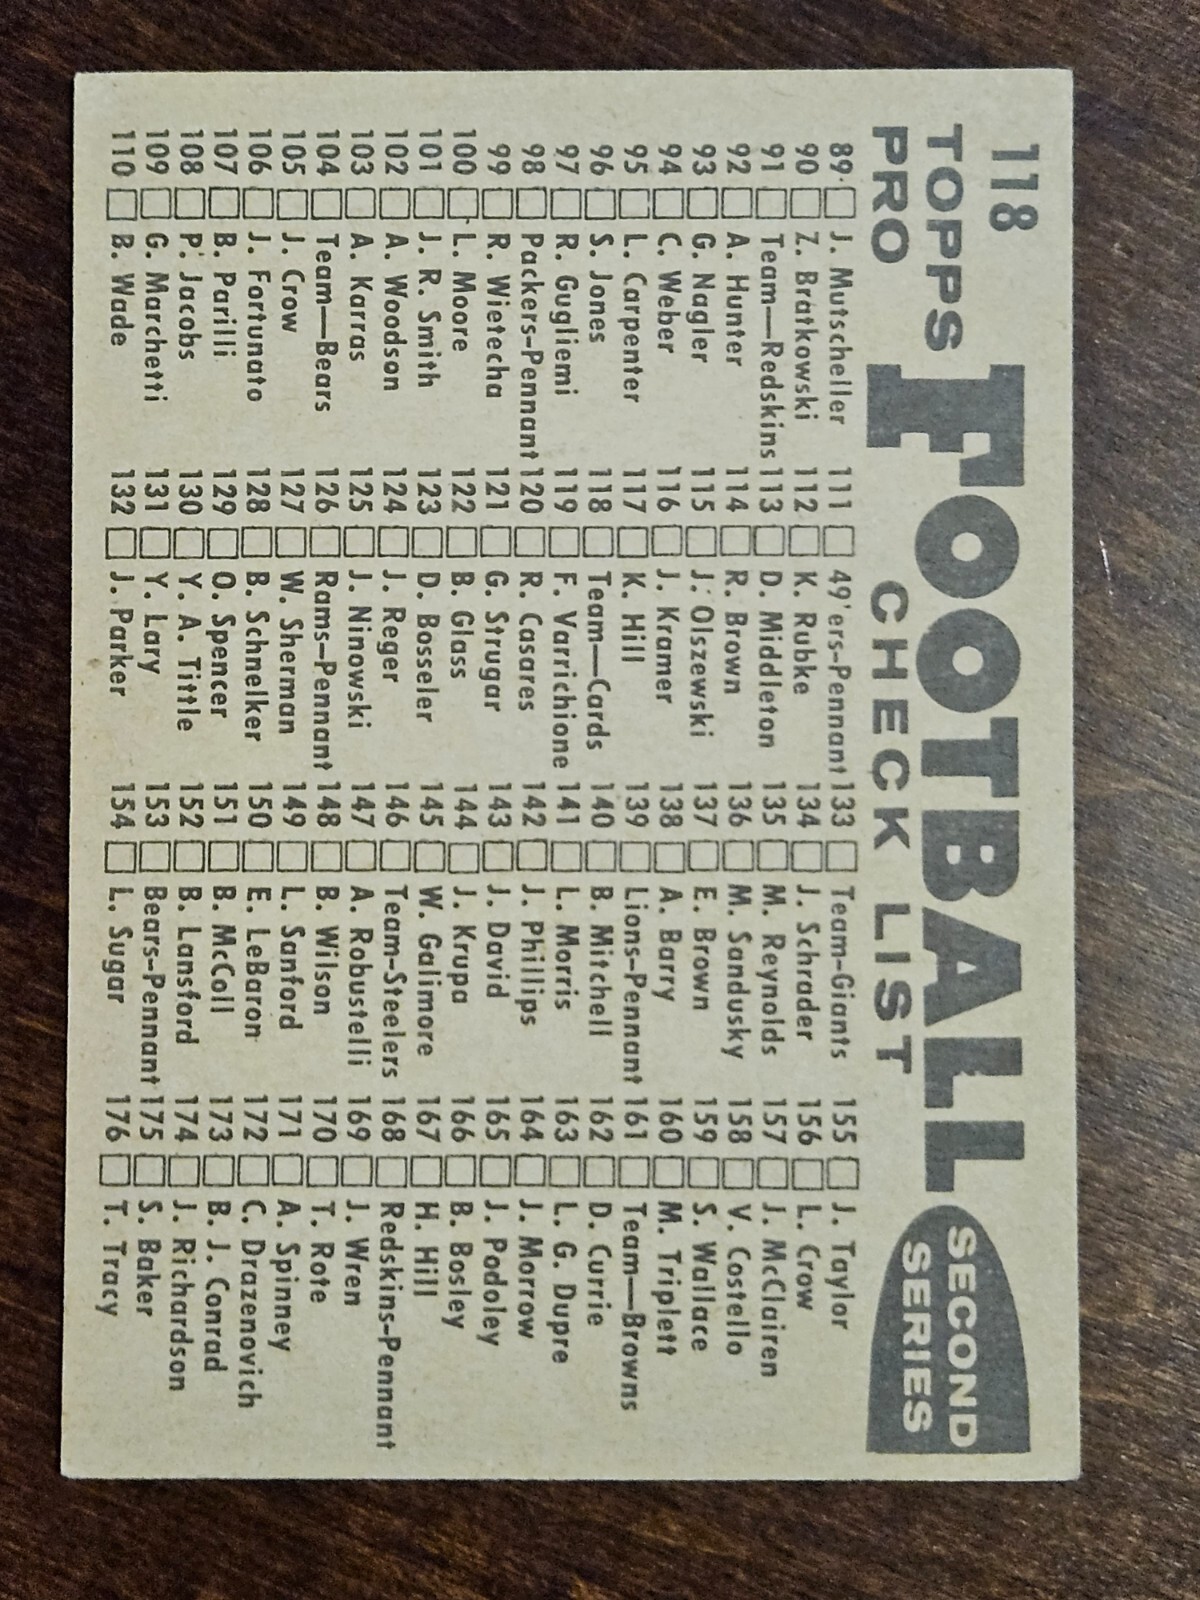 118
TOPPS FOOTBALL SECOND
PRO CHECK LIST SERIES
89 J. Mutscheller
90 Z. Bratkowski
91 Team—Redskins
92 A. Hunter
93 G. Nagler
94 C. Weber
95 L. Carpenter
96 S. Jones
97 R. Gugliemi
98 Packers-Pennant
99 R. Wietecha
100 L. Moore
101 J. R. Smith
102 A. Woodson
103 A. Karras
104 Team—Bears
105 J. Crow
106 J. Fortunato
107 B. Parilli
108 P. Jacobs
109 G. Marchetti
110 B. Wade
111 49'ers-Pennant
112 K. Rubke
113 D. Middleton
114 R. Brown
115 J. Olszewski
116 J. Kramer
117 K. Hill
118 Team—Cards
119 F. Varrichione
120 R. Casares
121 G. Strugar
122 B. Glass
123 D. Bosseler
124 J. Reger
125 J. Ninowski
126 Rams-Pennant
127 W. Sherman
128 B. Schnelker
129 O. Spencer
130 Y. A. Tittle
131 Y. Lary
132 J. Parker
133 Team-Giants
134 J. Schrader
135 M. Reynolds
136 M. Sandusky
137 E. Brown
138 A. Barry
139 Lions-Pennant
140 B. Mitchell
141 L. Morris
142 J. Phillips
143 J. David
144 J. Krupa
145 W. Galimore
146 Team-Steelers
147 A. Robustelli
148 B. Wilson
149 L. Sanford
150 E. LeBaron
151 B. McColl
152 B. Lansford
153 Bears-Pennant
154 L. Sugar
155 J. Taylor
156 L. Crow
157 J. McClairen
158 V. Costello
159 S. Wallace
160 M. Triplett
161 Team—Browns
162 D. Currie
163 L. G. Dupre
164 J. Morrow
165 J. Podoley
166 B. Bosley
167 H. Hill
168 Redskins-Pennant
169 J. Wren
170 T. Rote
171 A. Spinney
172 C. Drazenovich
173 B. J. Conrad
174 J. Richardson
175 S. Baker
176 T. Tracy